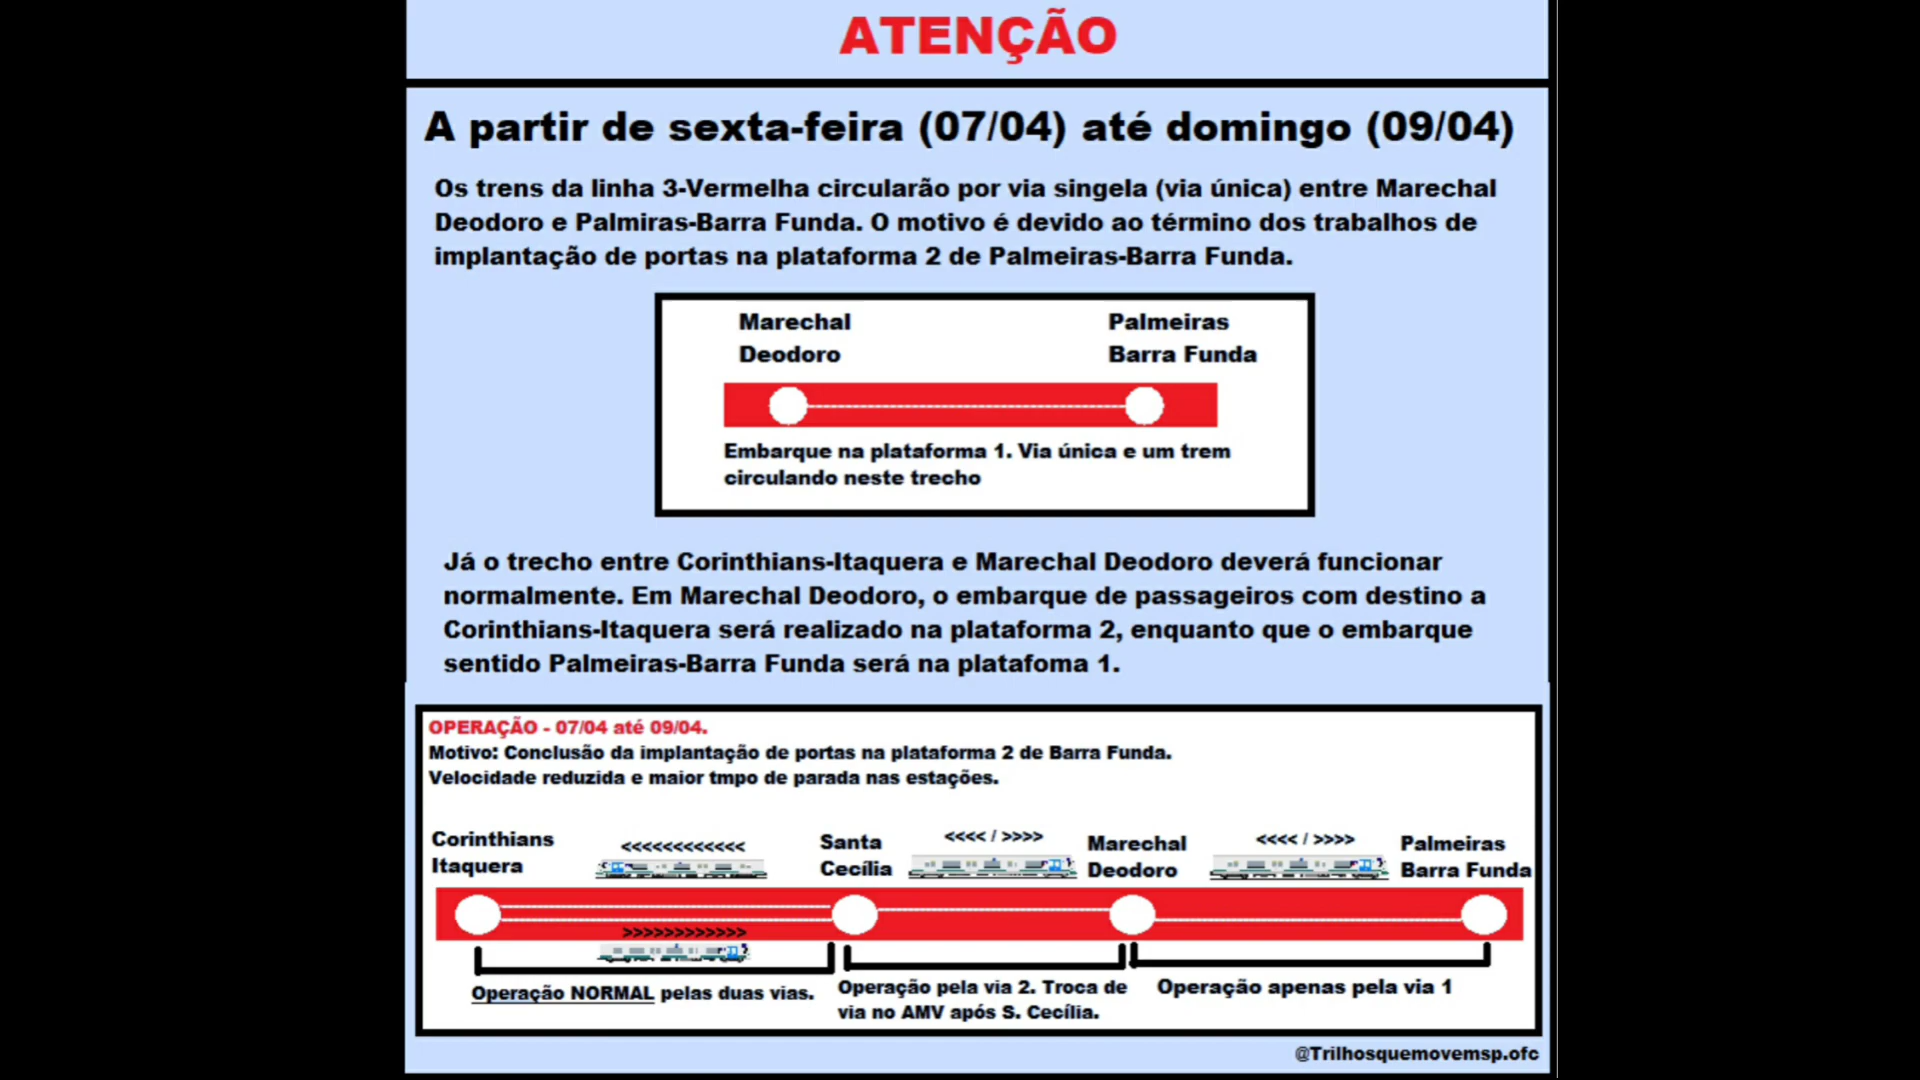 ATENÇÃO
A partir de sexta-feira (07/04) até domingo (09/04)
Os trens da linha 3-Vermelha circularão por via singela (via única) entre Marechal
Deodoro e Palmiras-Barra Funda. O motivo é devido ao término dos trabalhos de
implantação de portas na plataforma 2 de Palmeiras-Barra Funda.
Marechal
Deodoro
Palmeiras
Barra Funda
Embarque na plataforma 1. Via única e um trem
circulando neste trecho
Já o trecho entre Corinthians-Itaquera e Marechal Deodoro deverá funcionar
normalmente. Em Marechal Deodoro, o embarque de passageiros com destino a
Corinthians-Itaquera será realizado na plataforma 2, enquanto que o embarque
sentido Palmeiras-Barra Funda será na platafoma 1.
OPERAÇÃO - 07/04 até 09/04.
Motivo: Conclusão da implantação de portas na plataforma 2 de Barra Funda.
Velocidade reduzida e maior tmpo de parada nas estações.
Corinthians
Itaquera
<<<<<<<<<<<<
Santa
Cecília
<<<< / >>>>
Marechal
Deodoro
<<<< / >>>>
Palmeiras
Barra Funda
>>>>>>>>>>>>
Operação NORMAL pelas duas vias.
Operação pela via 2. Troca de
via no AMV após S. Cecília.
Operação apenas pela via 1
@Trilhosquemovemsp.ofc